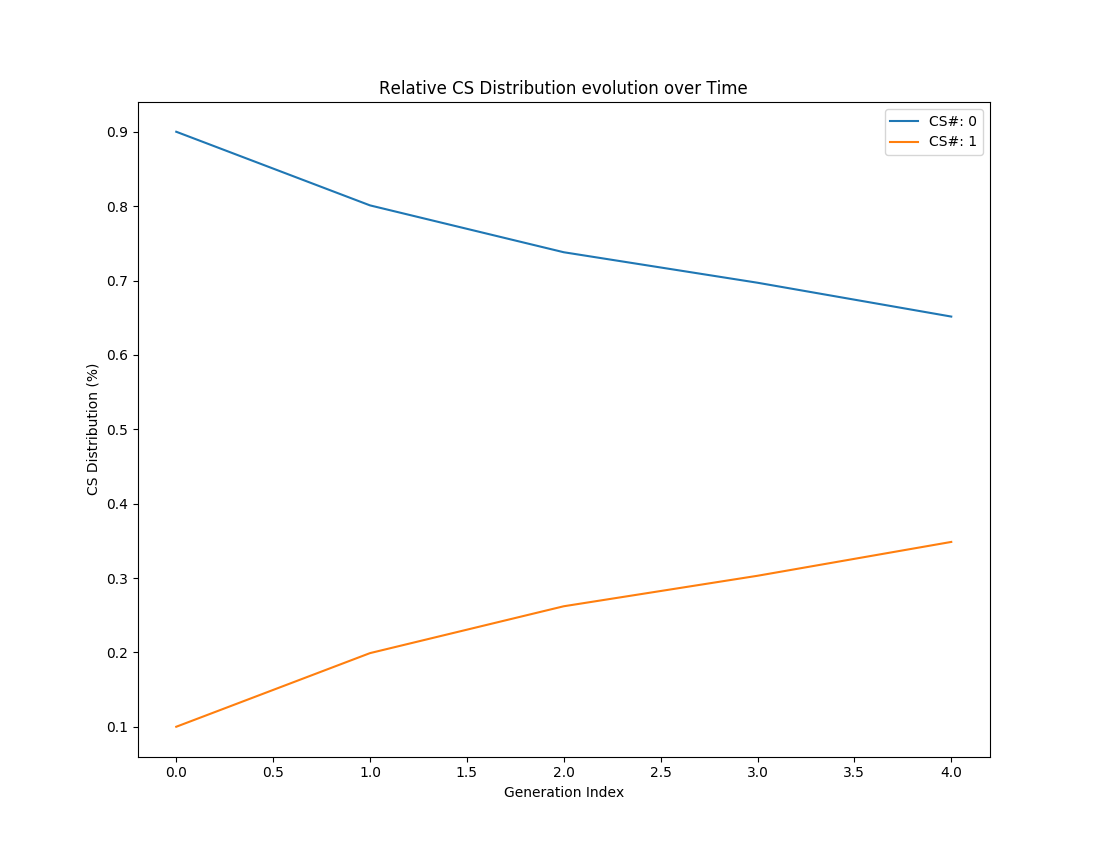 Relative CS Distribution evolution over Time
CS#: 0
CS#: 1
0.9
0.8
0.7
0.6
0.5
0.4
0.3
0.2
0.1
CS Distribution (%)
0.0 0.5 1.0 1.5 2.0 2.5 3.0 3.5 4.0
Generation Index